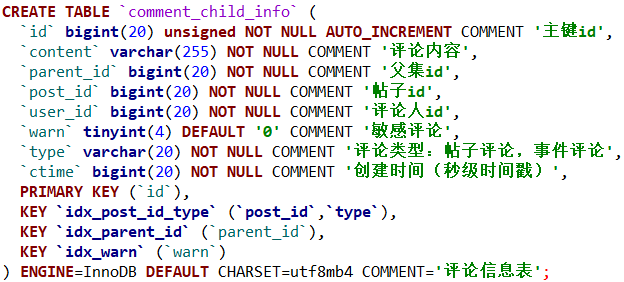 CREATE TABLE `comment_child_info` (
`id` bigint(20) unsigned NOT NULL AUTO_INCREMENT COMMENT '主键id',
`content` varchar(255) NOT NULL COMMENT '评论内容',
`parent_id` bigint(20) NOT NULL COMMENT '父集id',
`post_id` bigint(20) NOT NULL COMMENT '帖子id',
`user_id` bigint(20) NOT NULL COMMENT '评论人id',
`warn` tinyint(4) DEFAULT '0' COMMENT '敏感评论',
`type` varchar(20) NOT NULL COMMENT '评论类型：帖子评论，事件评论',
`ctime` bigint(20) NOT NULL COMMENT '创建时间（秒级时间戳）',
PRIMARY KEY (`id`),
KEY `idx_post_id_type` (`post_id`,`type`),
KEY `idx_parent_id` (`parent_id`),
KEY `idx_warn` (`warn`)
) ENGINE=InnoDB DEFAULT CHARSET=utf8mb4 COMMENT='评论信息表';